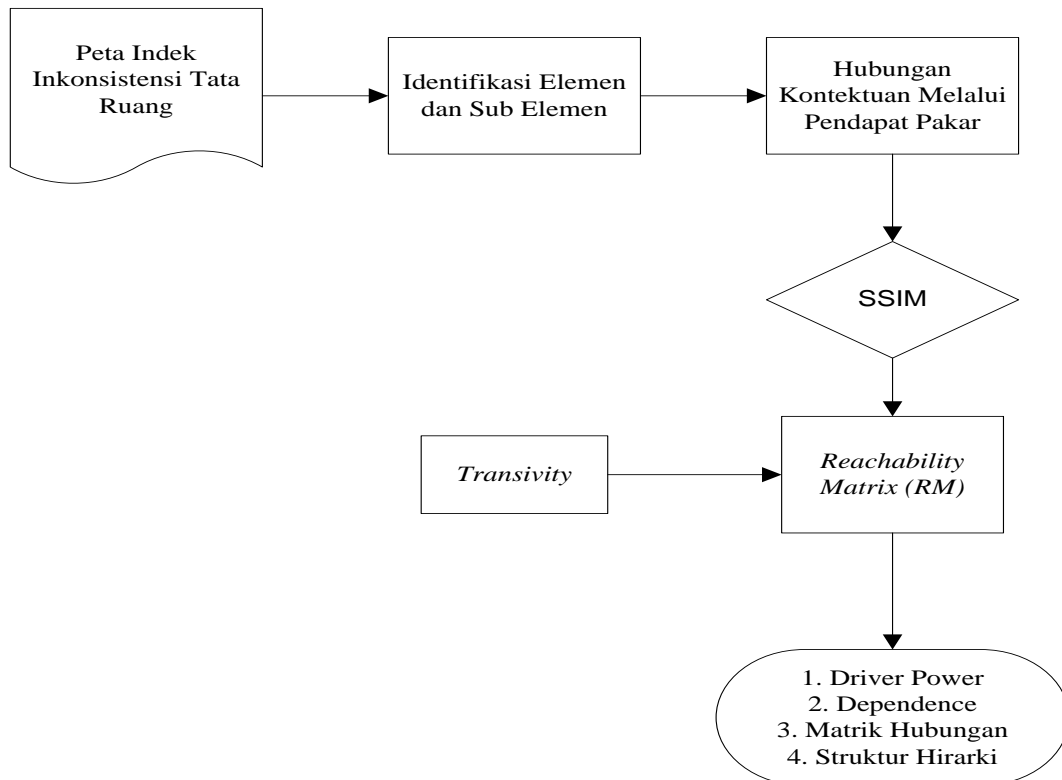 Peta Indek
Inkonsistensi Tata
Ruang
Identifikasi Elemen
dan Sub Elemen
Hubungan
Kontektuan Melalui
Pendapat Pakar
SSIM
Transivity
Reachability
Matrix (RM)
1. Driver Power
2. Dependence
3. Matrik Hubungan
4. Struktur Hirarki